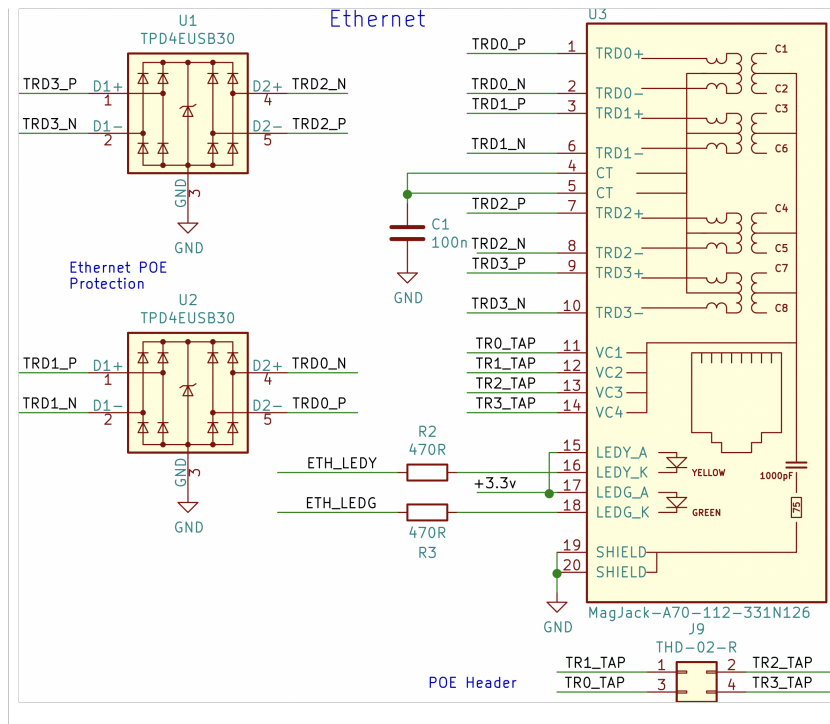 Ethernet
U1
TPD4EUSB30
TRD3_P
D1+
1
D2+
4
TRD2_N
TRD3_N
D1-
2
D2-
5
TRD2_P
GND
3
GND
Ethernet POE
Protection
U2
TPD4EUSB30
TRD1_P
D1+
1
D2+
4
TRD0_N
TRD1_N
D1-
2
D2-
5
TRD0_P
GND
3
GND
C1
100n
GND
R2
470R
ETH_LEDY
+3.3v
ETH_LEDG
470R
R3
GND
U3
TRD0_P 1 TRD0+
C1
TRD0_N 2 TRD0-
C2
TRD1_P 3 TRD1+
C3
TRD1_N 6 TRD1-
C6
4 CT
5 CT
TRD2_P 7 TRD2+
C4
TRD2_N 8 TRD2-
C5
TRD3_P 9 TRD3+
C7
TRD3_N 10 TRD3-
C8
TR0_TAP 11 VC1
TR1_TAP 12 VC2
TR2_TAP 13 VC3
TR3_TAP 14 VC4
15 LEDY_A
16 LEDY_K
YELLOW
17 LEDG_A
18 LEDG_K
GREEN
1000pF
75
19 SHIELD
20 SHIELD
MagJack-A70-112-331N126
J9
THD-02-R
POE Header
TR1_TAP 1 2 TR2_TAP
TR0_TAP 3 4 TR3_TAP